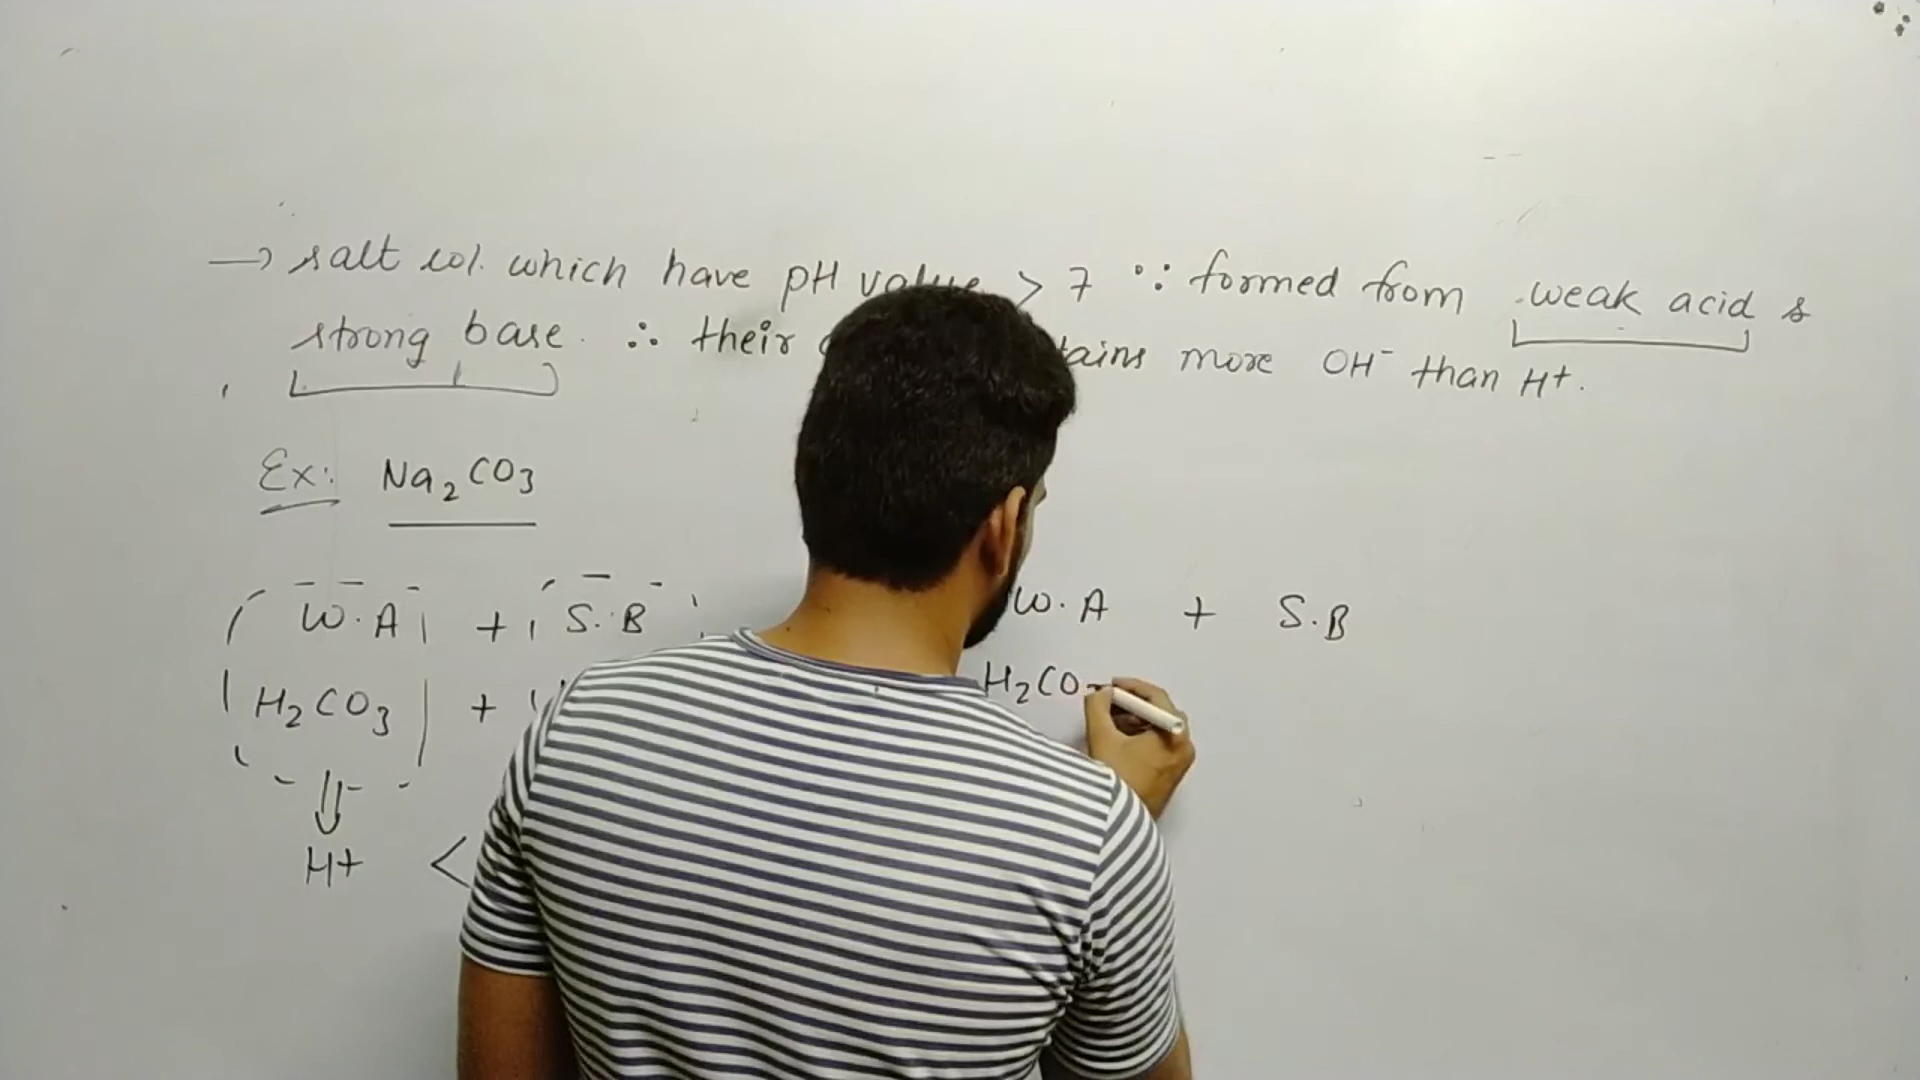 → salt sol. which have pH value > 7 ∵ formed from weak acid &
strong base. ∴ their more OH⁻ than H+.
Ex: Na₂CO₃
W.A + S.B W.A + S.B
H₂CO₃ + H₂CO
⇓
H+ <